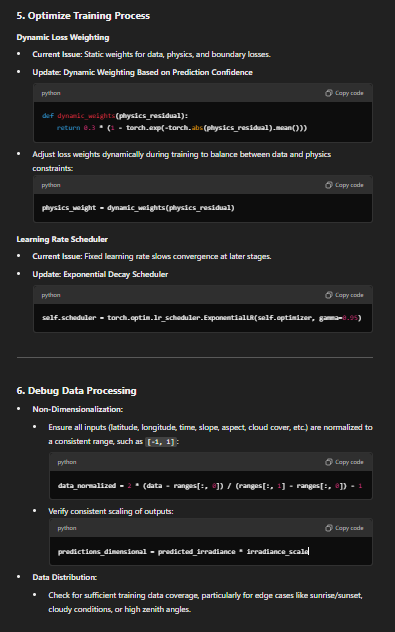 5. Optimize Training Process
Dynamic Loss Weighting
• Current Issue: Static weights for data, physics, and boundary losses.
• Update: Dynamic Weighting Based on Prediction Confidence
python
Copy code
def dynamic_weights(physics_residual):
return 0.3 * (1 - torch.exp(-torch.abs(physics_residual).mean()))
• Adjust loss weights dynamically during training to balance between data and physics
constraints:
python
Copy code
physics_weight = dynamic_weights(physics_residual)
Learning Rate Scheduler
• Current Issue: Fixed learning rate slows convergence at later stages.
• Update: Exponential Decay Scheduler
python
Copy code
self.scheduler = torch.optim.lr_scheduler.ExponentialLR(self.optimizer, gamma=0.95)
6. Debug Data Processing
• Non-Dimensionalization:
• Ensure all inputs (latitude, longitude, time, slope, aspect, cloud cover, etc.) are normalized to
a consistent range, such as [-1, 1]:
python
Copy code
data_normalized = 2 * (data - ranges[:, 0]) / (ranges[:, 1] - ranges[:, 0]) - 1
• Verify consistent scaling of outputs:
python
Copy code
predictions_dimensional = predicted_irradiance * irradiance_scale
• Data Distribution:
• Check for sufficient training data coverage, particularly for edge cases like sunrise/sunset,
cloudy conditions, or high zenith angles.